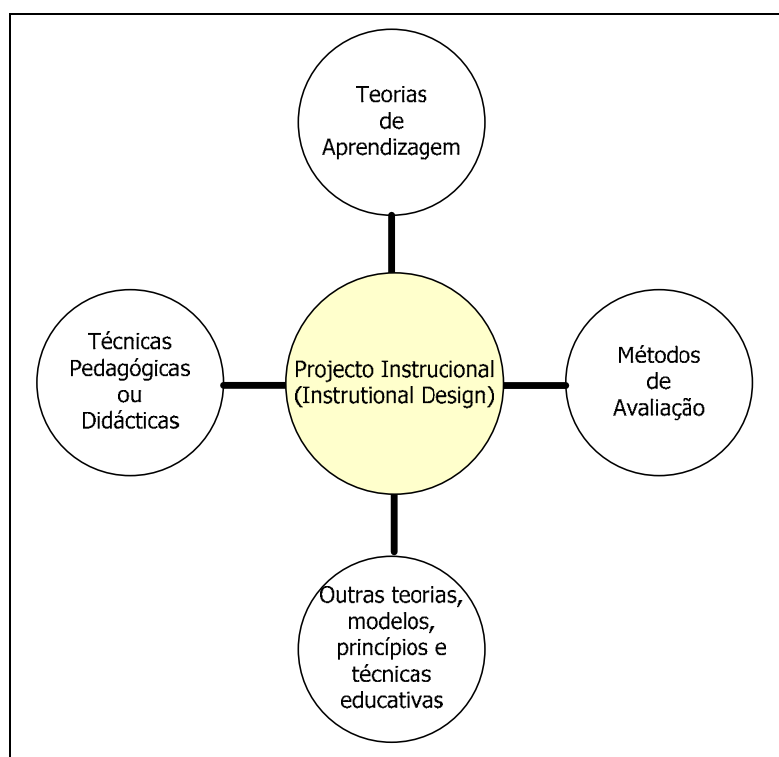 Teorias
de
Aprendizagem
Técnicas
Pedagógicas
ou
Didácticas
Projecto Instrucional
(Instrutional Design)
Métodos
de
Avaliação
Outras teorias,
modelos,
princípios e
técnicas
educativas